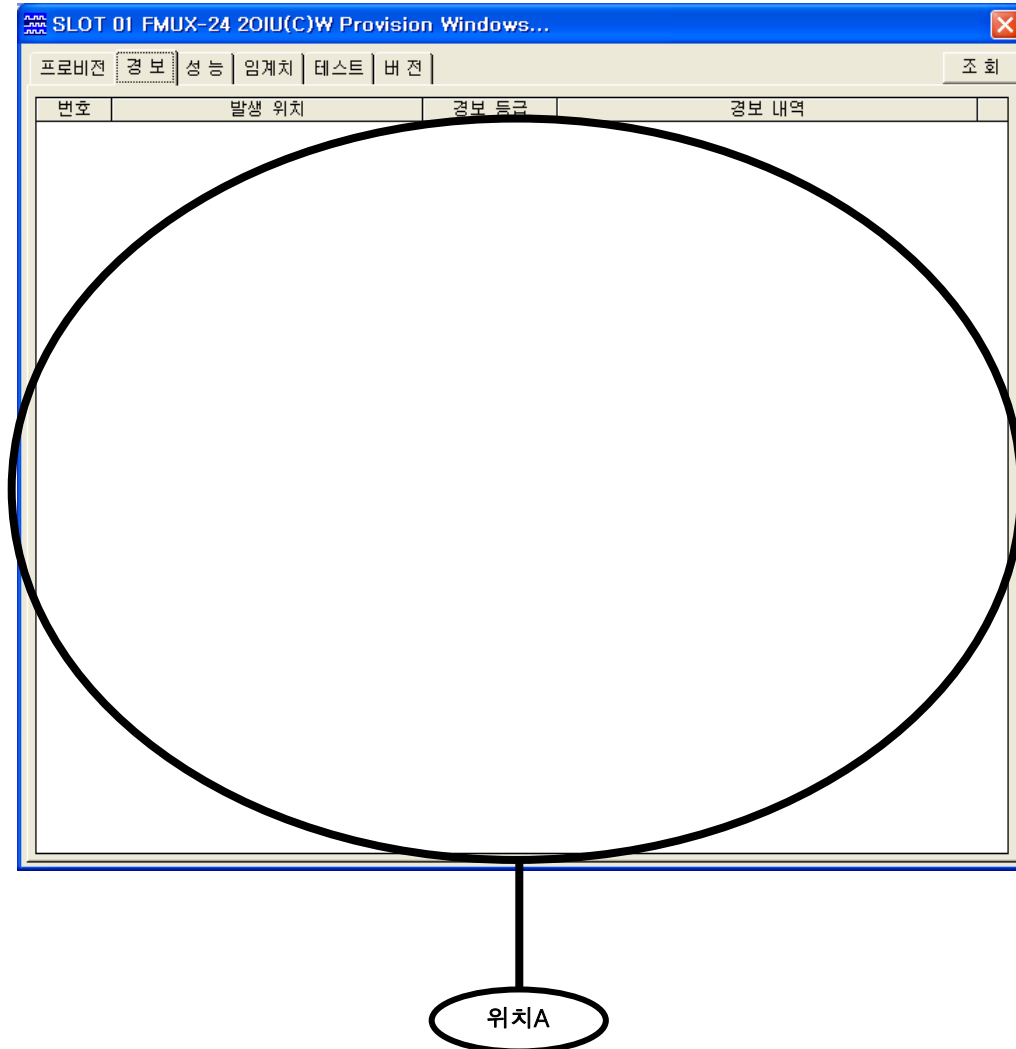 SLOT 01 FMUX-24 2OIU(C)W Provision Windows...
프로비전 경 보 성 능 임계치 테스트 버 전 조 회
번호 발생 위치 경보 등급 경보 내역
위치A